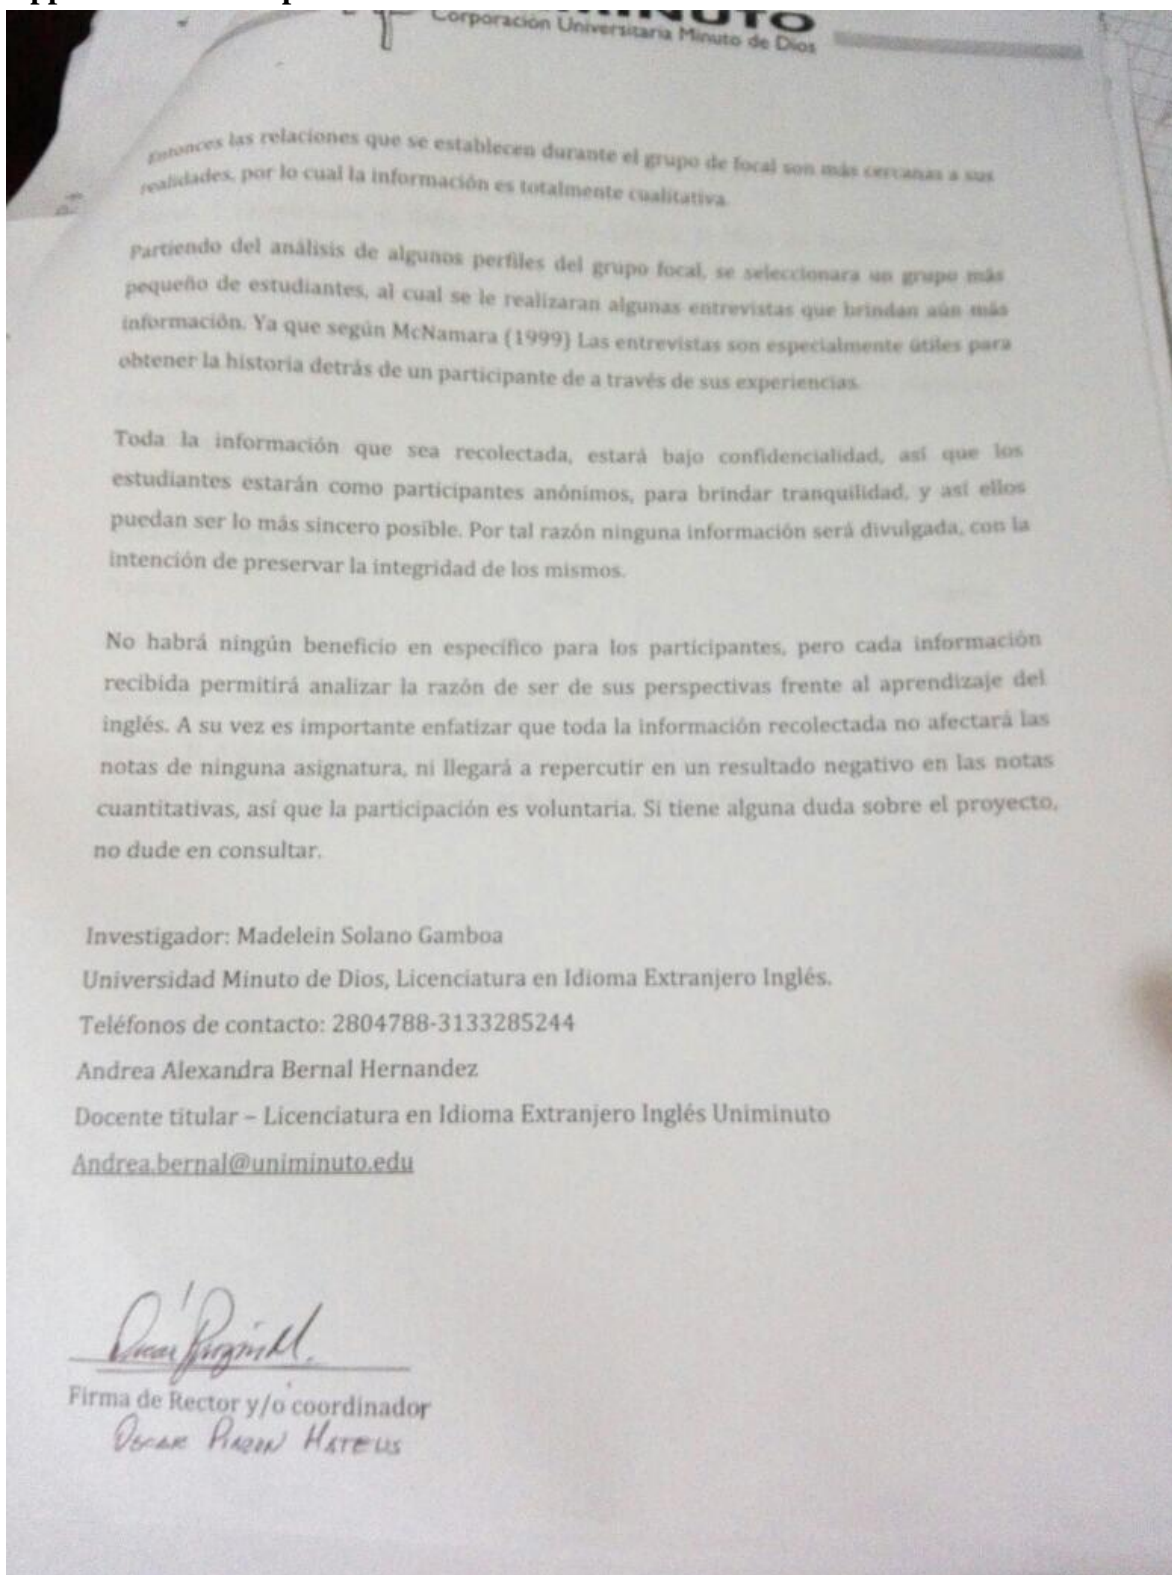 MINUTO
Corporación Universitaria Minuto de Dios
Entonces las relaciones que se establecen durante el grupo de focal son más cercanas a sus
realidades, por lo cual la información es totalmente cualitativa.
Partiendo del análisis de algunos perfiles del grupo focal, se seleccionara un grupo más
pequeño de estudiantes, al cual se le realizaran algunas entrevistas que brindan aún más
información. Ya que según McNamara (1999) Las entrevistas son especialmente útiles para
obtener la historia detrás de un participante de a través de sus experiencias.
Toda la información que sea recolectada, estará bajo confidencialidad, así que los
estudiantes estarán como participantes anónimos, para brindar tranquilidad, y así ellos
puedan ser lo más sincero posible. Por tal razón ninguna información será divulgada, con la
intención de preservar la integridad de los mismos.
No habrá ningún beneficio en específico para los participantes, pero cada información
recibida permitirá analizar la razón de ser de sus perspectivas frente al aprendizaje del
inglés. A su vez es importante enfatizar que toda la información recolectada no afectará las
notas de ninguna asignatura, ni llegará a repercutir en un resultado negativo en las notas
cuantitativas, así que la participación es voluntaria. Si tiene alguna duda sobre el proyecto,
no dude en consultar.
Investigador: Madelein Solano Gamboa
Universidad Minuto de Dios, Licenciatura en Idioma Extranjero Inglés.
Teléfonos de contacto: 2804788-3133285244
Andrea Alexandra Bernal Hernandez
Docente titular – Licenciatura en Idioma Extranjero Inglés Uniminuto
Andrea.bernal@uniminuto.edu
Firma de Rector y/o coordinador
Oscar Mateus